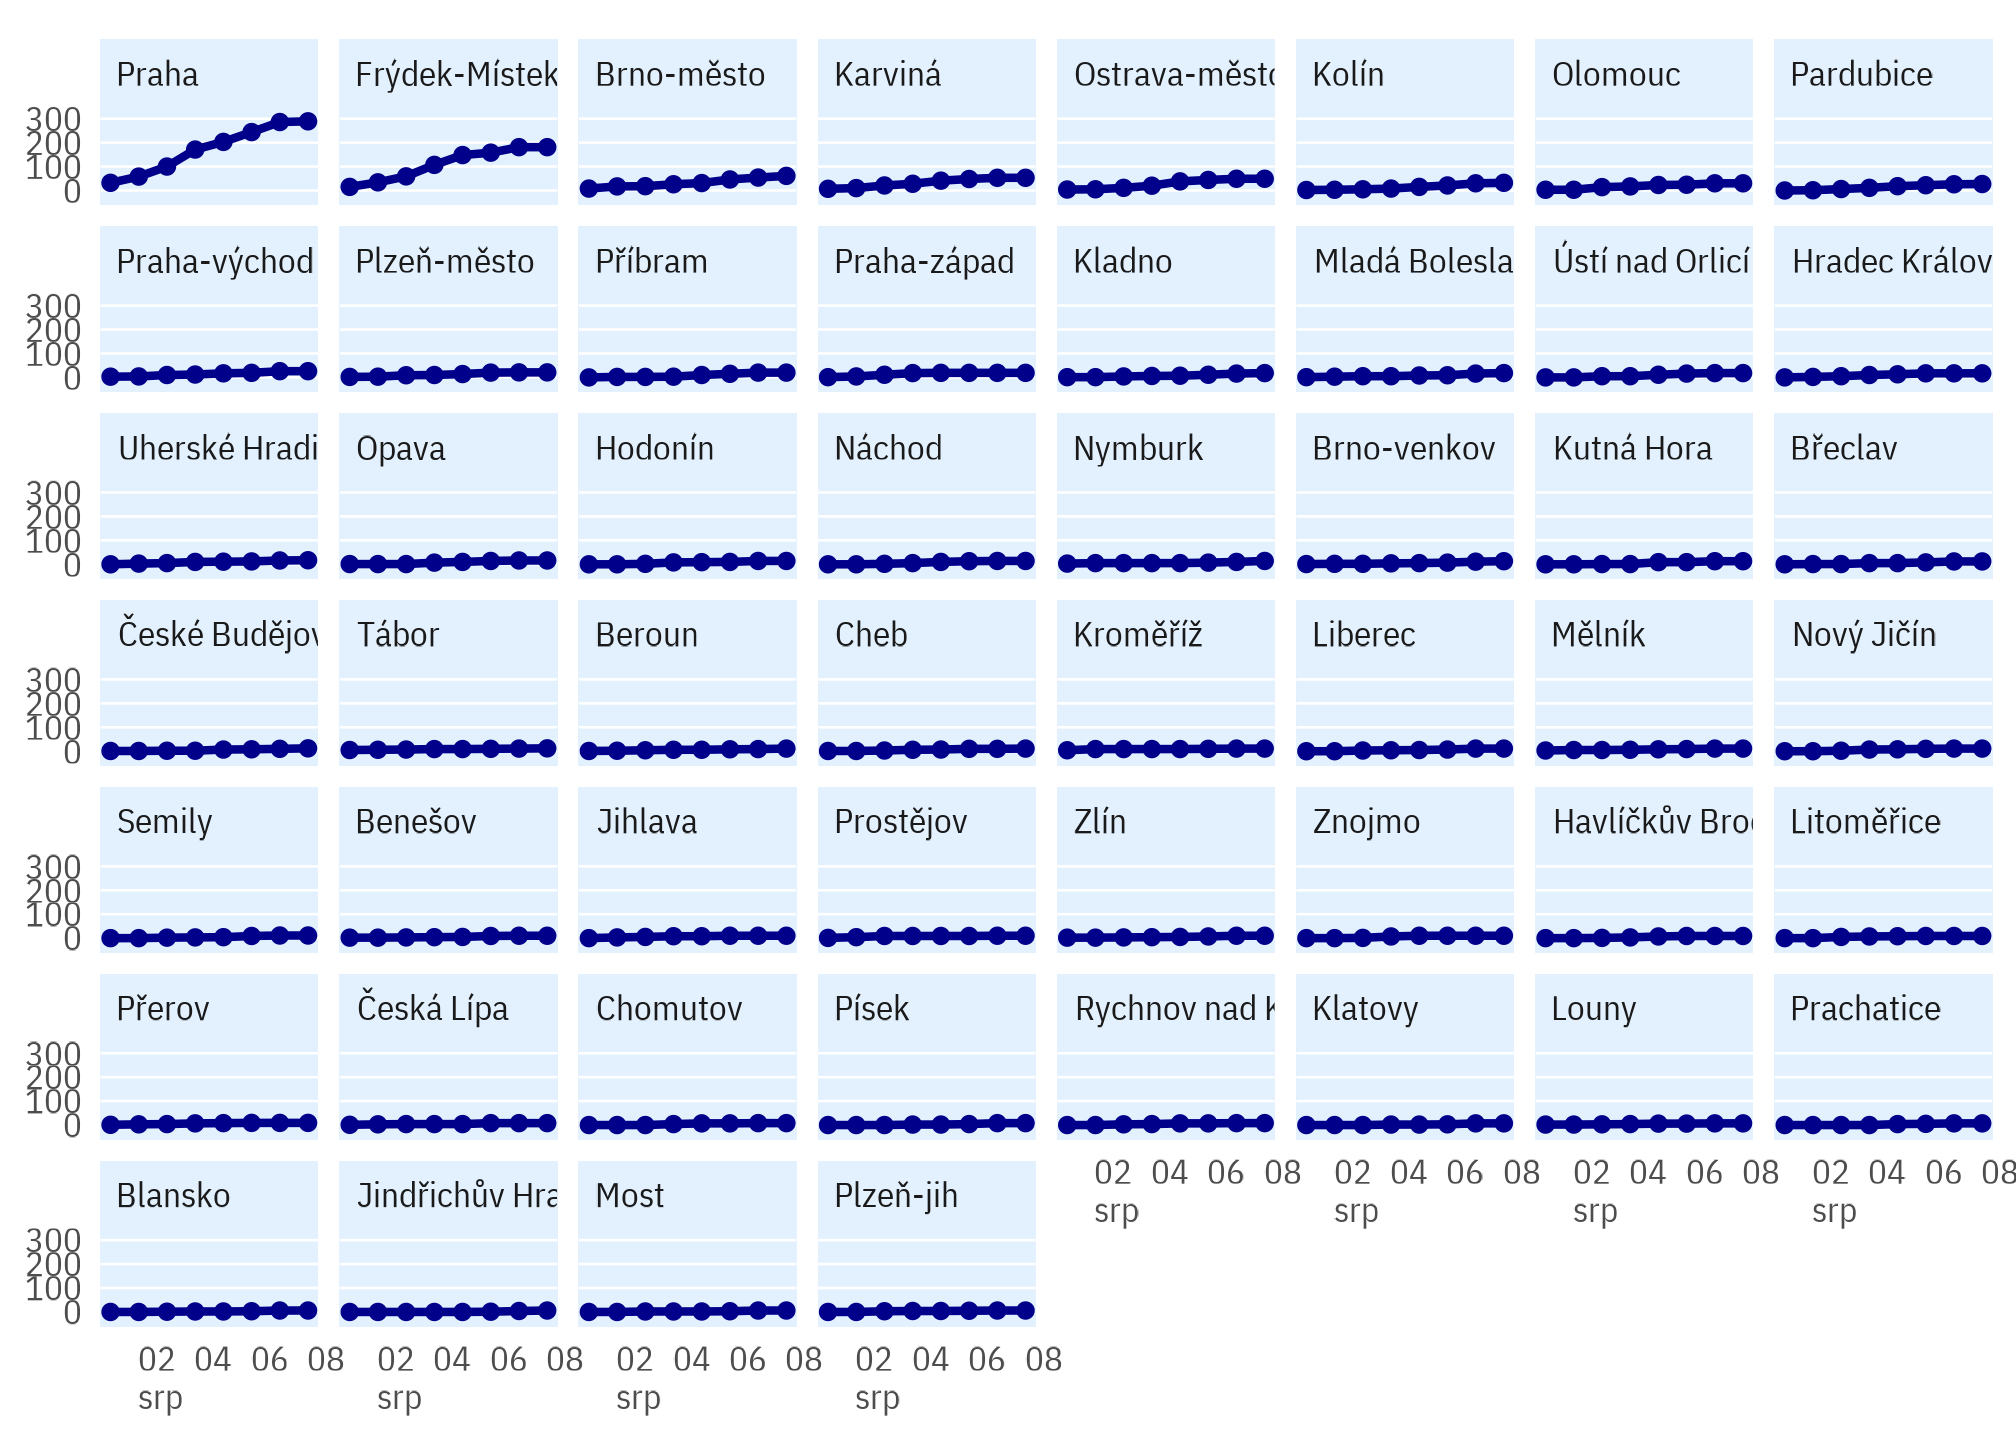 Praha
Frýdek-Místek
Brno-město
Karviná
Ostrava-město
Kolín
Olomouc
Pardubice
300
200
100
0
Praha-východ
Plzeň-město
Příbram
Praha-západ
Kladno
Mladá Bolesla
Ústí nad Orlicí
Hradec Králov
300
200
100
0
Uherské Hradi
Opava
Hodonín
Náchod
Nymburk
Brno-venkov
Kutná Hora
Břeclav
300
200
100
0
České Budějov
Tábor
Beroun
Cheb
Kroměříž
Liberec
Mělník
Nový Jičín
300
200
100
0
Semily
Benešov
Jihlava
Prostějov
Zlín
Znojmo
Havlíčkův Brod
Litoměřice
300
200
100
0
Přerov
Česká Lípa
Chomutov
Písek
Rychnov nad K
Klatovy
Louny
Prachatice
300
200
100
0
02 04 06 08
srp
02 04 06 08
srp
02 04 06 08
srp
02 04 06 08
srp
Blansko
Jindřichův Hra
Most
Plzeň-jih
300
200
100
0
02 04 06 08
srp
02 04 06 08
srp
02 04 06 08
srp
02 04 06 08
srp